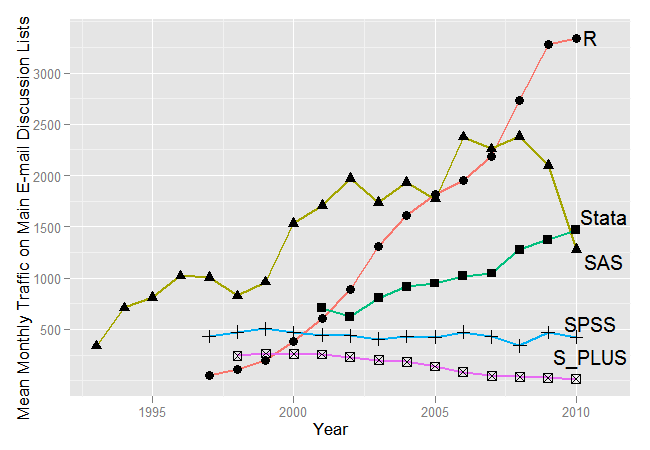 Mean Monthly Traffic on Main E-mail Discussion Lists
3000
2500
2000
1500
1000
500
R
Stata
SAS
SPSS
S_PLUS
1995
2000
2005
2010
Year